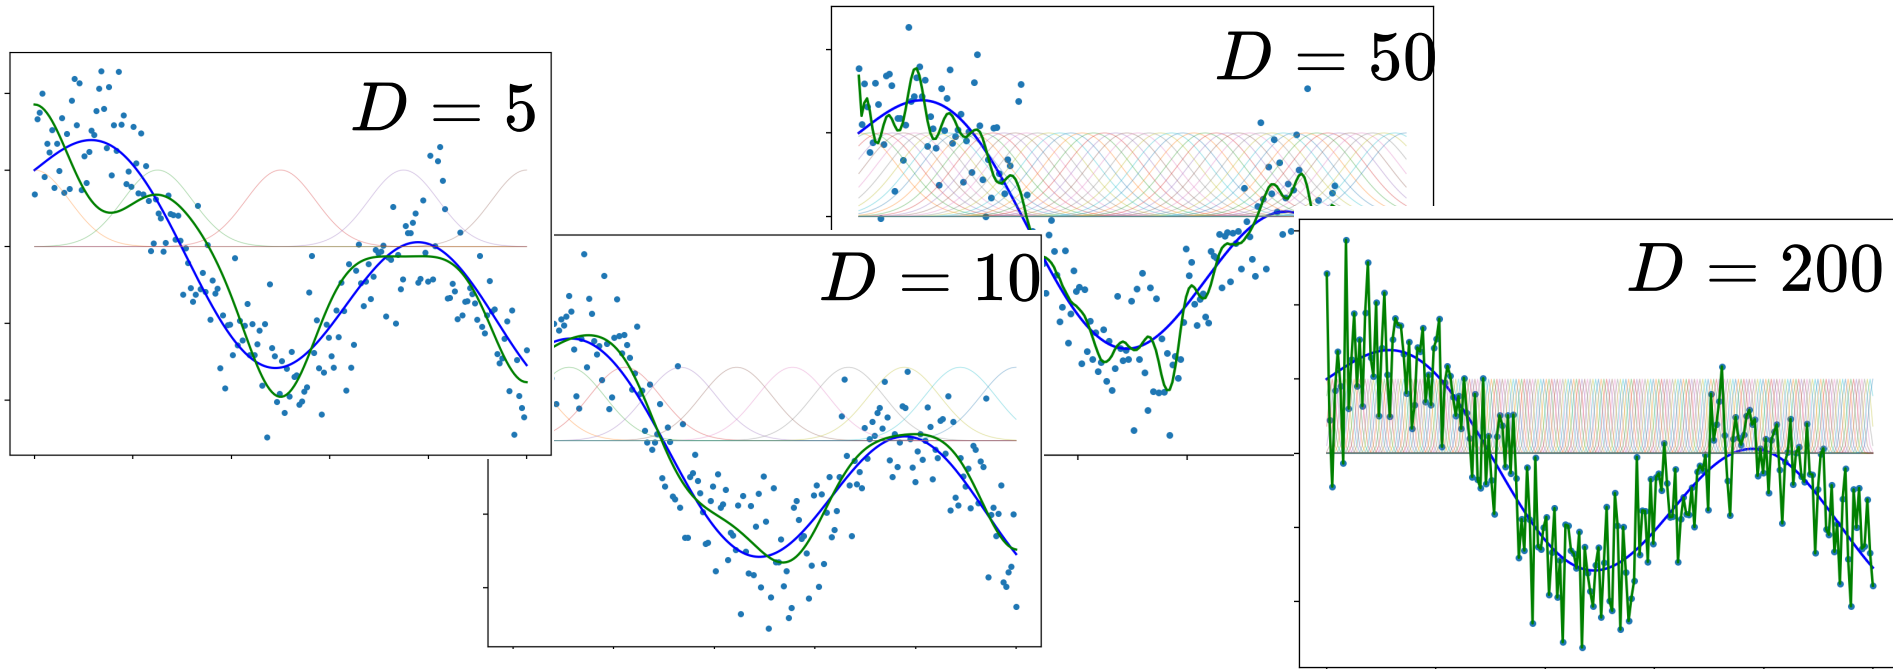 D = 5
D = 10
D = 50
D = 200